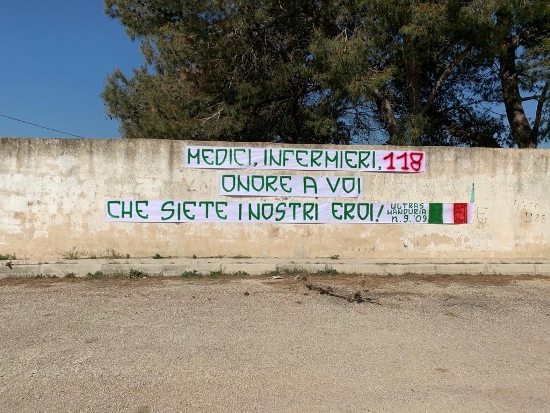 MEDICI, INFERMIERI, 118
ONORE A VOI
CHE SIETE I NOSTRI EROI!
ULTRAS
MANDURIA
n.9.'09